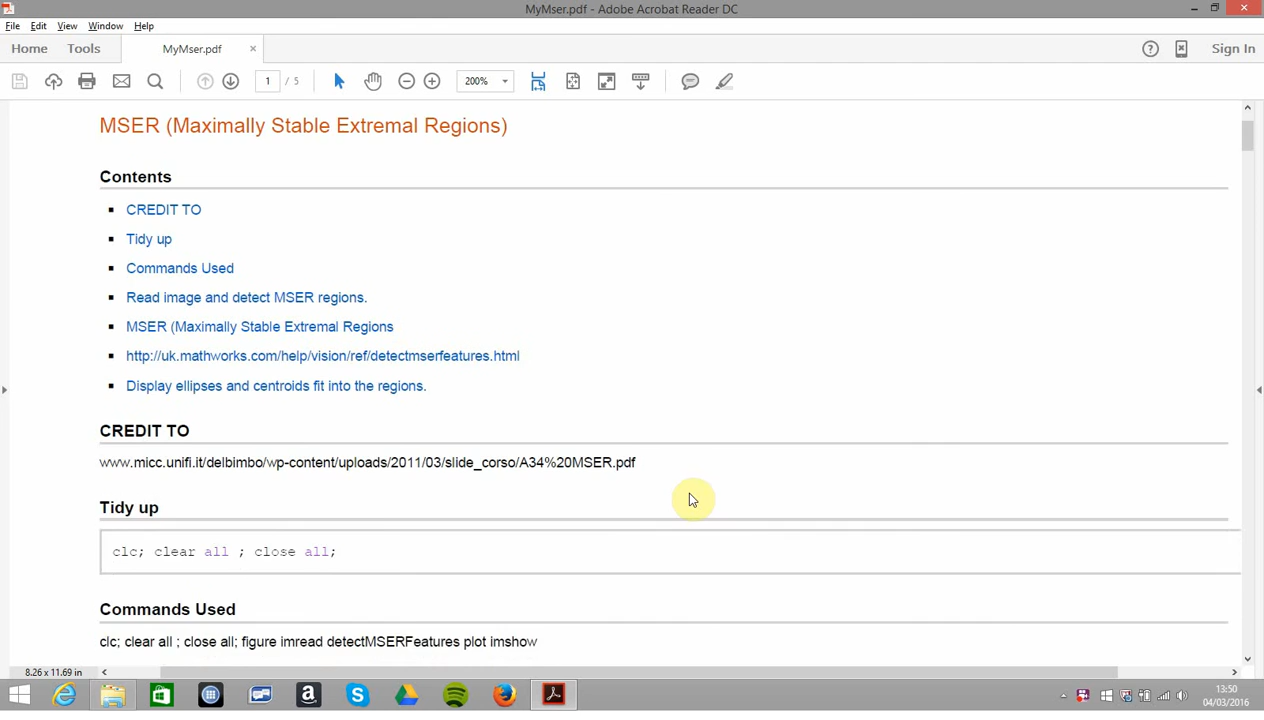 MyMser.pdf - Adobe Acrobat Reader DC
File Edit View Window Help
Home Tools MyMser.pdf × Sign In
1 / 5 200%
MSER (Maximally Stable Extremal Regions)
Contents
CREDIT TO
Tidy up
Commands Used
Read image and detect MSER regions.
MSER (Maximally Stable Extremal Regions
http://uk.mathworks.com/help/vision/ref/detectmserfeatures.html
Display ellipses and centroids fit into the regions.
CREDIT TO
www.micc.unifi.it/delbimbo/wp-content/uploads/2011/03/slide_corso/A34%20MSER.pdf
Tidy up
clc; clear all ; close all;
Commands Used
clc; clear all ; close all; figure imread detectMSERFeatures plot imshow
8.26 x 11.69 in
13:50
04/03/2016